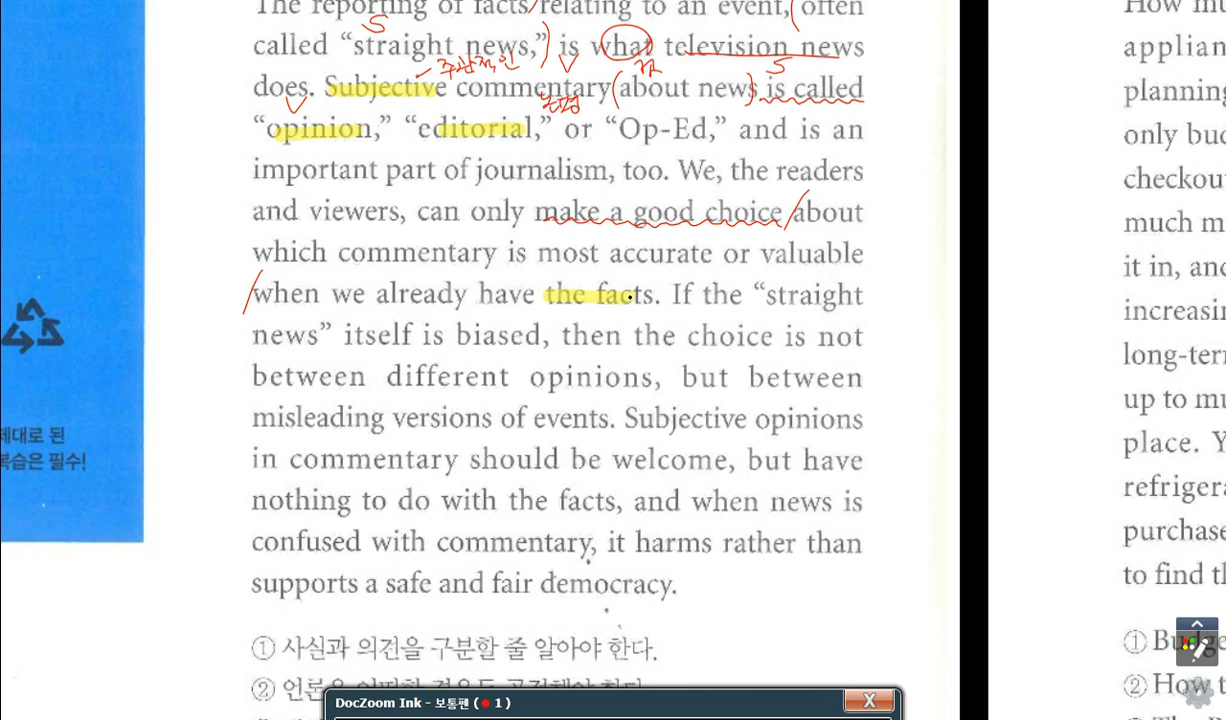 The reporting of facts relating to an event, (often
called “straight news,”) is what television news
does. Subjective commentary (about news) is called
“opinion,” “editorial,” or “Op-Ed,” and is an
important part of journalism, too. We, the readers
and viewers, can only make a good choice about
which commentary is most accurate or valuable
when we already have the facts. If the “straight
news” itself is biased, then the choice is not
between different opinions, but between
misleading versions of events. Subjective opinions
in commentary should be welcome, but have
nothing to do with the facts, and when news is
confused with commentary, it harms rather than
supports a safe and fair democracy.
① 사실과 의견을 구분할 줄 알아야 한다.
② 언론은
S
주관적인
V
S
V
논평
제대로 된
복습은 필수!
How mu
applian
planning
only bud
checkou
much m
it in, and
increasin
long-term
up to mu
place. Y
refrigera
purchase
to find th
① Budge
② How t
DocZoom Ink - 보통펜 ( 1 )
X